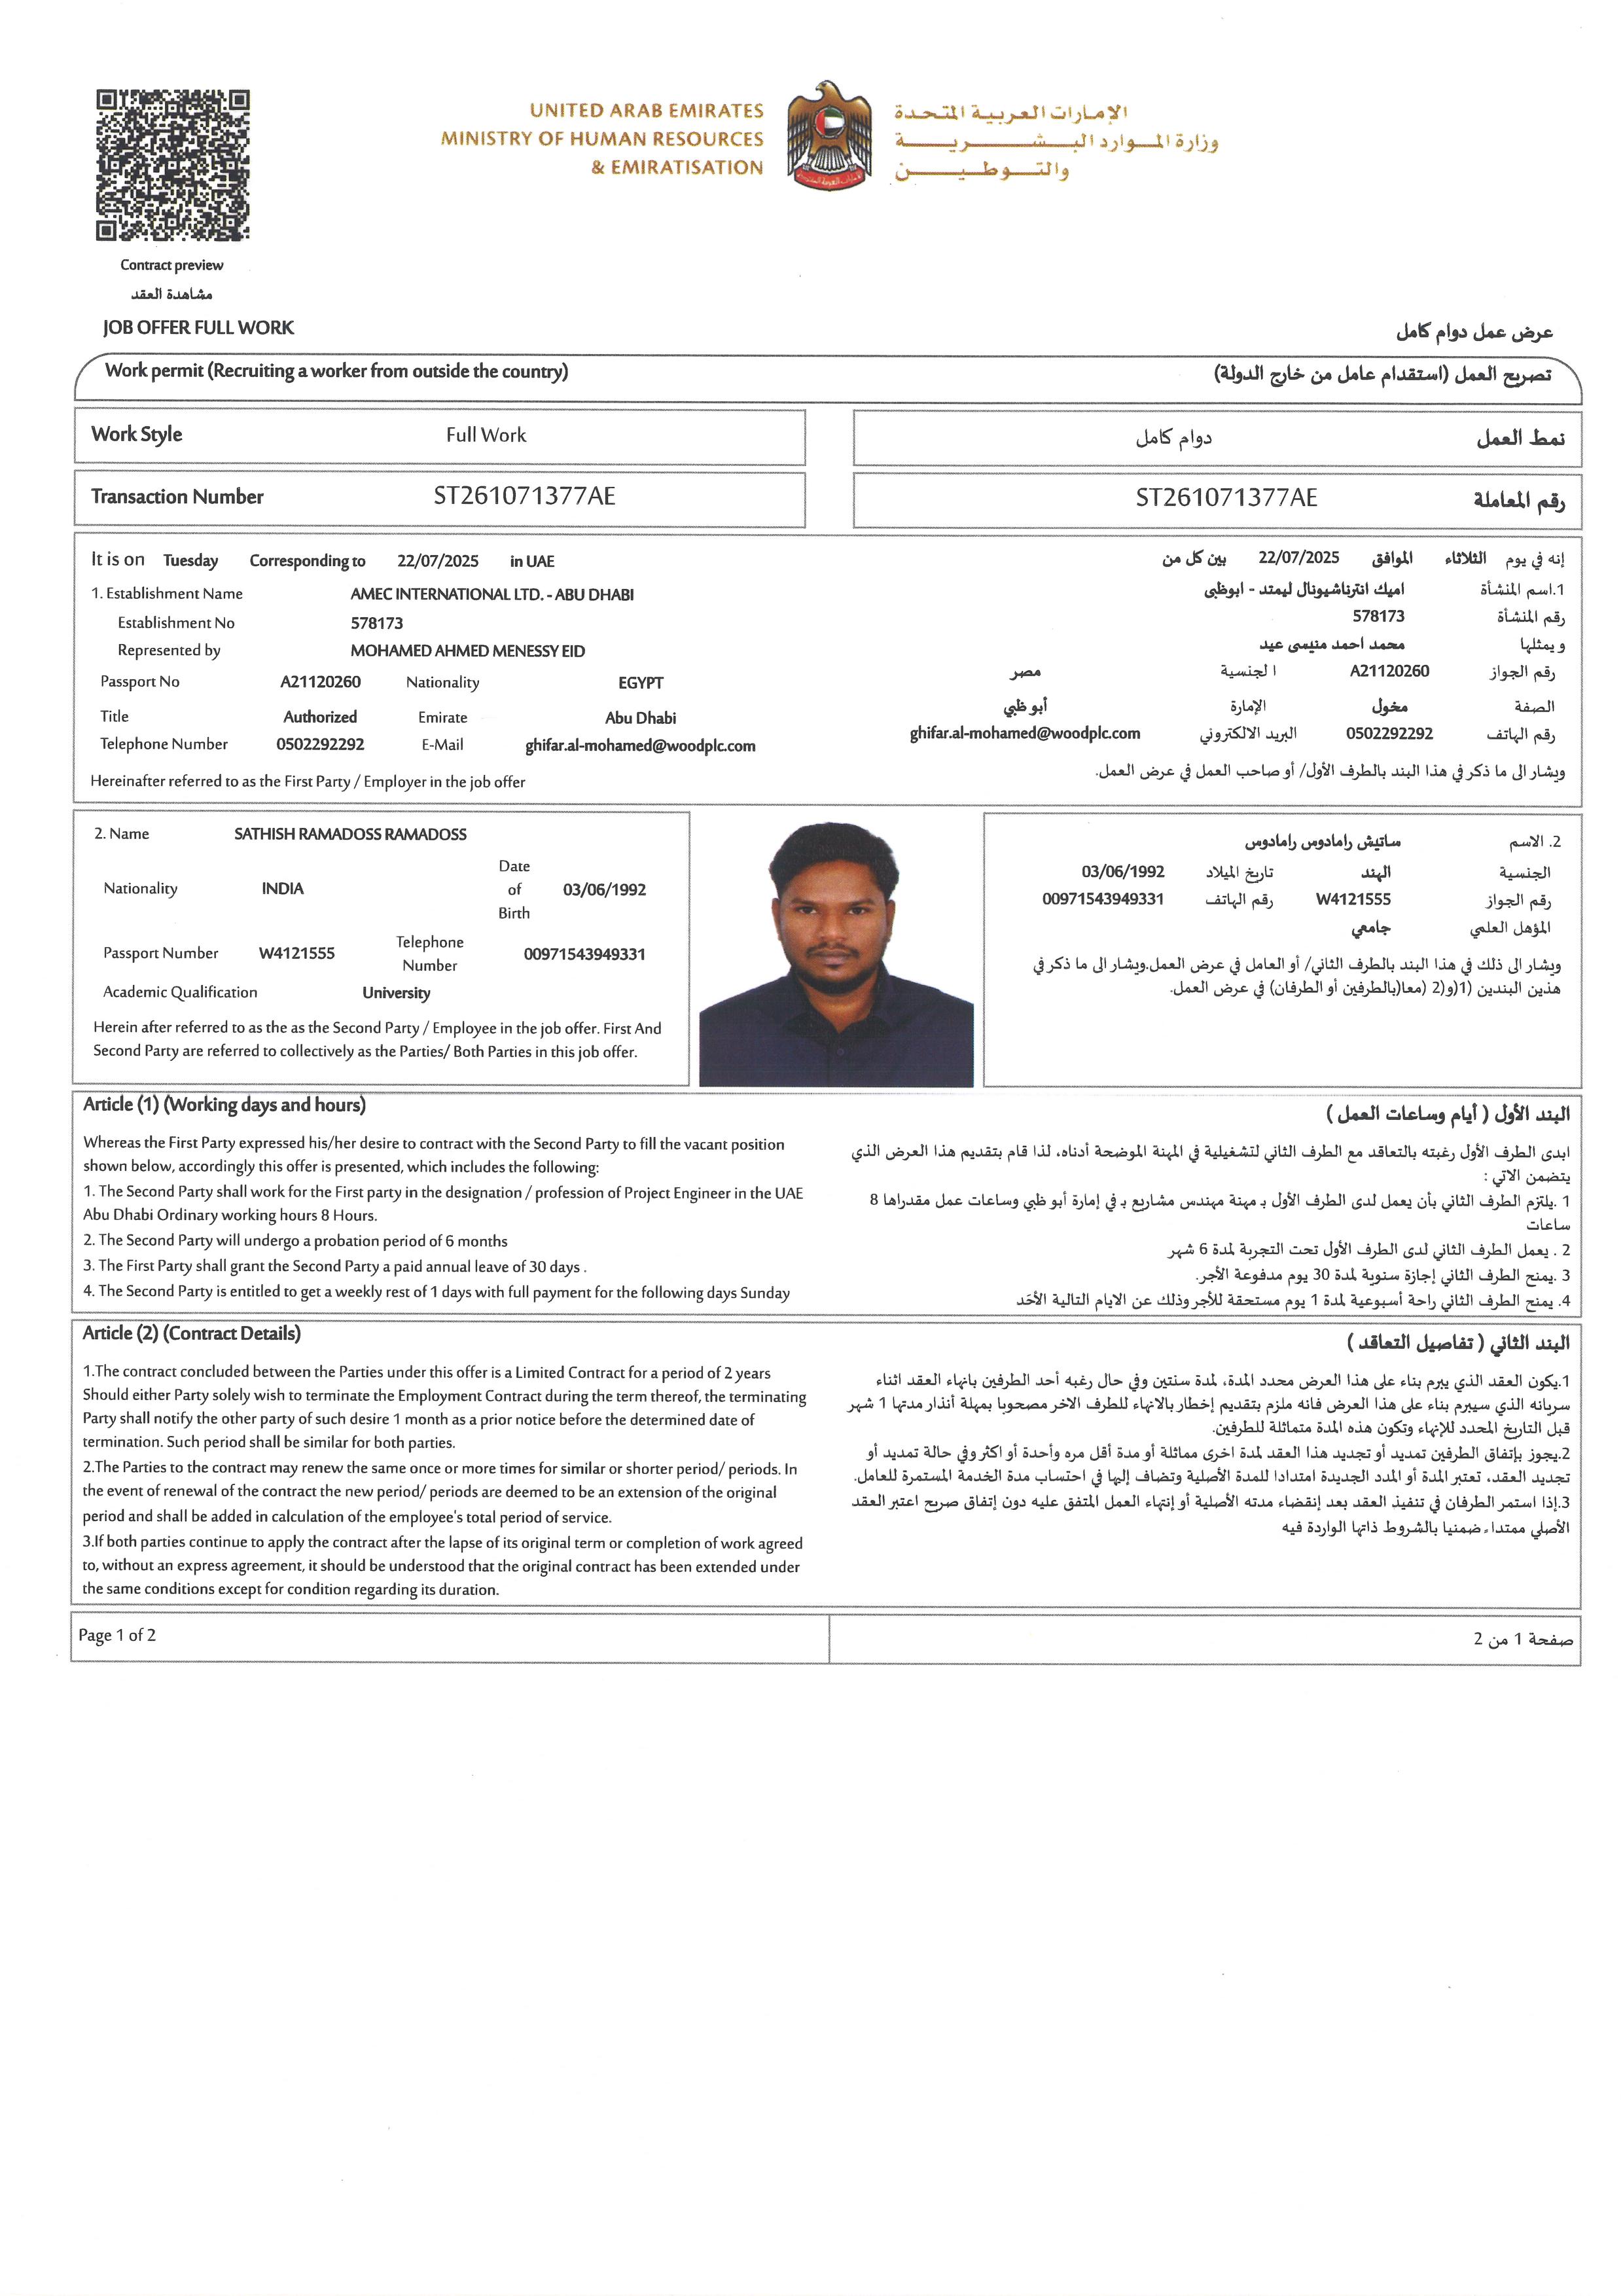 UNITED ARAB EMIRATES
MINISTRY OF HUMAN RESOURCES
& EMIRATISATION
الإمارات العربية المتحدة
وزارة الموارد البشرية
والتوطين
Contract preview
مشاهدة العقد
JOB OFFER FULL WORK
عرض عمل دوام كامل
Work permit (Recruiting a worker from outside the country)
تصريح العمل (استقدام عامل من خارج الدولة)
Work Style Full Work
نمط العمل دوام كامل
Transaction Number ST261071377AE
رقم المعاملة ST261071377AE
It is on Tuesday Corresponding to 22/07/2025 in UAE
1. Establishment Name AMEC INTERNATIONAL LTD. - ABU DHABI
Establishment No 578173
Represented by MOHAMED AHMED MENESSY EID
Passport No A21120260 Nationality EGYPT
Title Authorized Emirate Abu Dhabi
Telephone Number 0502292292 E-Mail ghifar.al-mohamed@woodplc.com
Hereinafter referred to as the First Party / Employer in the job offer
إنه في يوم الثلاثاء الموافق 22/07/2025 بين كل من
1.اسم المنشأة اميك انترناشيونال ليمتد - ابوظبى
رقم المنشأة 578173
و يمثلها محمد احمد منيسى عيد
رقم الجواز A21120260 ا لجنسية مصر
الصفة مخول الإمارة أبو ظبي
رقم الهاتف 0502292292 البريد الالكتروني ghifar.al-mohamed@woodplc.com
ويشار الى ما ذكر في هذا البند بالطرف الأول/ أو صاحب العمل في عرض العمل.
2. Name SATHISH RAMADOSS RAMADOSS
Nationality INDIA Date of Birth 03/06/1992
Passport Number W4121555 Telephone Number 00971543949331
Academic Qualification University
Herein after referred to as the as the Second Party / Employee in the job offer. First And
Second Party are referred to collectively as the Parties/ Both Parties in this job offer.
2. الاسم ساتيش رامادوس رامادوس
الجنسية الهند تاريخ الميلاد 03/06/1992
رقم الجواز W4121555 رقم الهاتف 00971543949331
المؤهل العلمي جامعي
ويشار الى ذلك في هذا البند بالطرف الثاني/ أو العامل في عرض العمل.ويشار الى ما ذكر في
هذين البندين (1)و(2) معا(بالطرفين أو الطرفان) في عرض العمل.
Article (1) (Working days and hours)
Whereas the First Party expressed his/her desire to contract with the Second Party to fill the vacant position
shown below, accordingly this offer is presented, which includes the following:
1. The Second Party shall work for the First party in the designation / profession of Project Engineer in the UAE
Abu Dhabi Ordinary working hours 8 Hours.
2. The Second Party will undergo a probation period of 6 months
3. The First Party shall grant the Second Party a paid annual leave of 30 days .
4. The Second Party is entitled to get a weekly rest of 1 days with full payment for the following days Sunday
البند الأول ( أيام وساعات العمل )
ابدى الطرف الأول رغبته بالتعاقد مع الطرف الثاني لتشغيلية في المهنة الموضحة أدناه، لذا قام بتقديم هذا العرض الذي
يتضمن الاتي :
1 .يلتزم الطرف الثاني بأن يعمل لدى الطرف الأول بـ مهنة مهندس مشاريع بـ في إمارة أبو ظبي وساعات عمل مقدراها 8
ساعات
2 . يعمل الطرف الثاني لدى الطرف الأول تحت التجربة لمدة 6 شهر
3 .يمنح الطرف الثاني إجازة سنوية لمدة 30 يوم مدفوعة الأجر.
4. يمنح الطرف الثاني راحة أسبوعية لمدة 1 يوم مستحقة للأجر وذلك عن الايام التالية الأحَد
Article (2) (Contract Details)
1.The contract concluded between the Parties under this offer is a Limited Contract for a period of 2 years
Should either Party solely wish to terminate the Employment Contract during the term thereof, the terminating
Party shall notify the other party of such desire 1 month as a prior notice before the determined date of
termination. Such period shall be similar for both parties.
2.The Parties to the contract may renew the same once or more times for similar or shorter period/ periods. In
the event of renewal of the contract the new period/ periods are deemed to be an extension of the original
period and shall be added in calculation of the employee's total period of service.
3.If both parties continue to apply the contract after the lapse of its original term or completion of work agreed
to, without an express agreement, it should be understood that the original contract has been extended under
the same conditions except for condition regarding its duration.
البند الثاني ( تفاصيل التعاقد )
1.يكون العقد الذي يبرم بناء على هذا العرض محدد المدة، لمدة سنتين وفي حال رغبه أحد الطرفين بانهاء العقد اثناء
سريانه الذي سيبرم بناء على هذا العرض فانه ملزم بتقديم إخطار بالانهاء للطرف الاخر مصحوبا بمهلة أنذار مدتها 1 شهر
قبل التاريخ المحدد للإنهاء وتكون هذه المدة متماثلة للطرفين.
2.يجوز بإتفاق الطرفين تمديد أو تجديد هذا العقد لمدة اخرى مماثلة أو مدة أقل مره وأحدة أو اكثر وفي حالة تمديد أو
تجديد العقد، تعتبر المدة أو المدد الجديدة امتدادا للمدة الأصلية وتضاف إليها في احتساب مدة الخدمة المستمرة للعامل.
3.إذا استمر الطرفان في تنفيذ العقد بعد إنقضاء مدته الأصلية أو إنتهاء العمل المتفق عليه دون إتفاق صريح اعتبر العقد
الأصلي ممتداء ضمنيا بالشروط ذاتها الواردة فيه
Page 1 of 2
صفحة 1 من 2